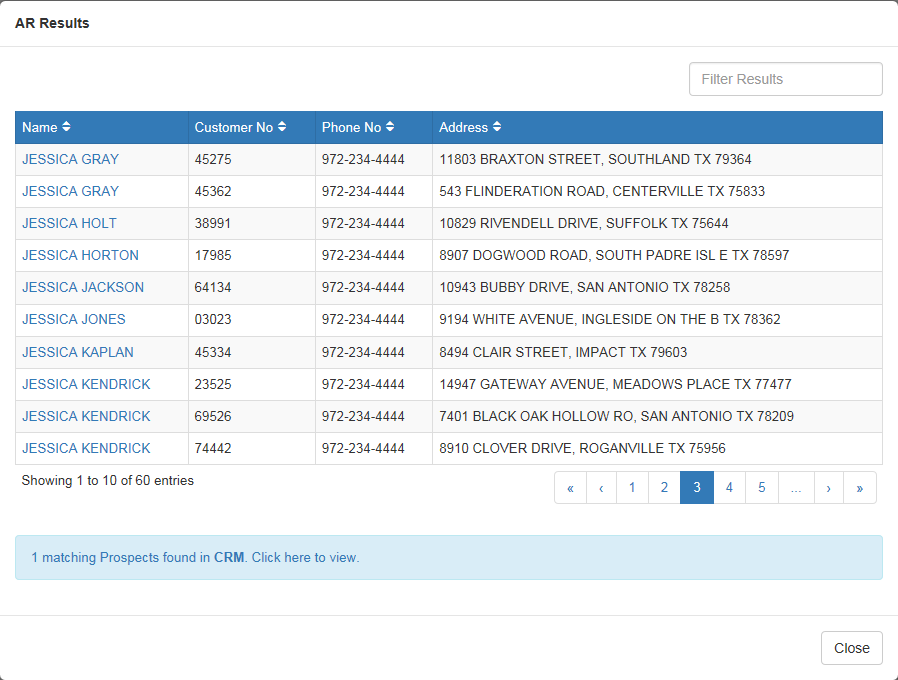 AR Results
Filter Results
Name Customer No Phone No Address
JESSICA GRAY 45275 972-234-4444 11803 BRAXTON STREET, SOUTHLAND TX 79364
JESSICA GRAY 45362 972-234-4444 543 FLINDERATION ROAD, CENTERVILLE TX 75833
JESSICA HOLT 38991 972-234-4444 10829 RIVENDELL DRIVE, SUFFOLK TX 75644
JESSICA HORTON 17985 972-234-4444 8907 DOGWOOD ROAD, SOUTH PADRE ISL E TX 78597
JESSICA JACKSON 64134 972-234-4444 10943 BUBBY DRIVE, SAN ANTONIO TX 78258
JESSICA JONES 03023 972-234-4444 9194 WHITE AVENUE, INGLESIDE ON THE B TX 78362
JESSICA KAPLAN 45334 972-234-4444 8494 CLAIR STREET, IMPACT TX 79603
JESSICA KENDRICK 23525 972-234-4444 14947 GATEWAY AVENUE, MEADOWS PLACE TX 77477
JESSICA KENDRICK 69526 972-234-4444 7401 BLACK OAK HOLLOW RO, SAN ANTONIO TX 78209
JESSICA KENDRICK 74442 972-234-4444 8910 CLOVER DRIVE, ROGANVILLE TX 75956
Showing 1 to 10 of 60 entries
« ‹ 1 2 3 4 5 ... › »
1 matching Prospects found in CRM. Click here to view.
Close